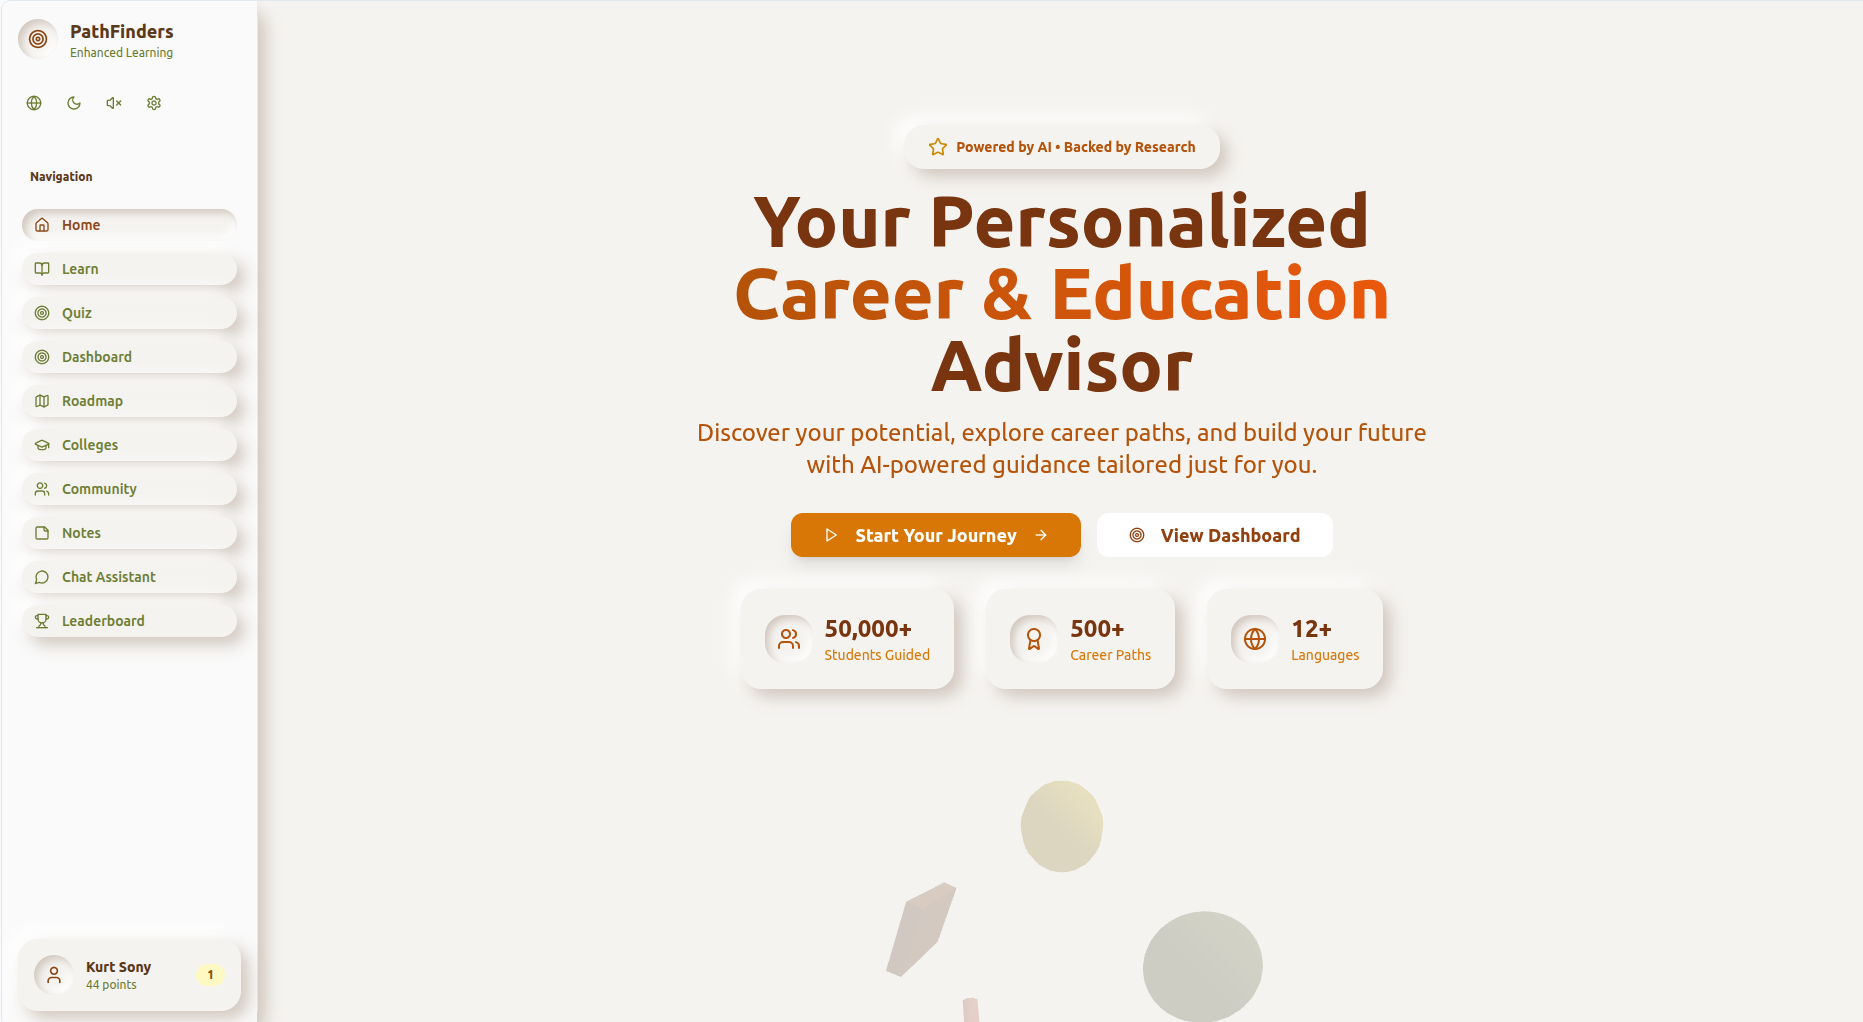 PathFinders
Enhanced Learning
Navigation
Home
Learn
Quiz
Dashboard
Roadmap
Colleges
Community
Notes
Chat Assistant
Leaderboard
Kurt Sony
44 points
1
Powered by AI • Backed by Research
Your Personalized
Career & Education
Advisor
Discover your potential, explore career paths, and build your future
with AI-powered guidance tailored just for you.
Start Your Journey
View Dashboard
50,000+
Students Guided
500+
Career Paths
12+
Languages